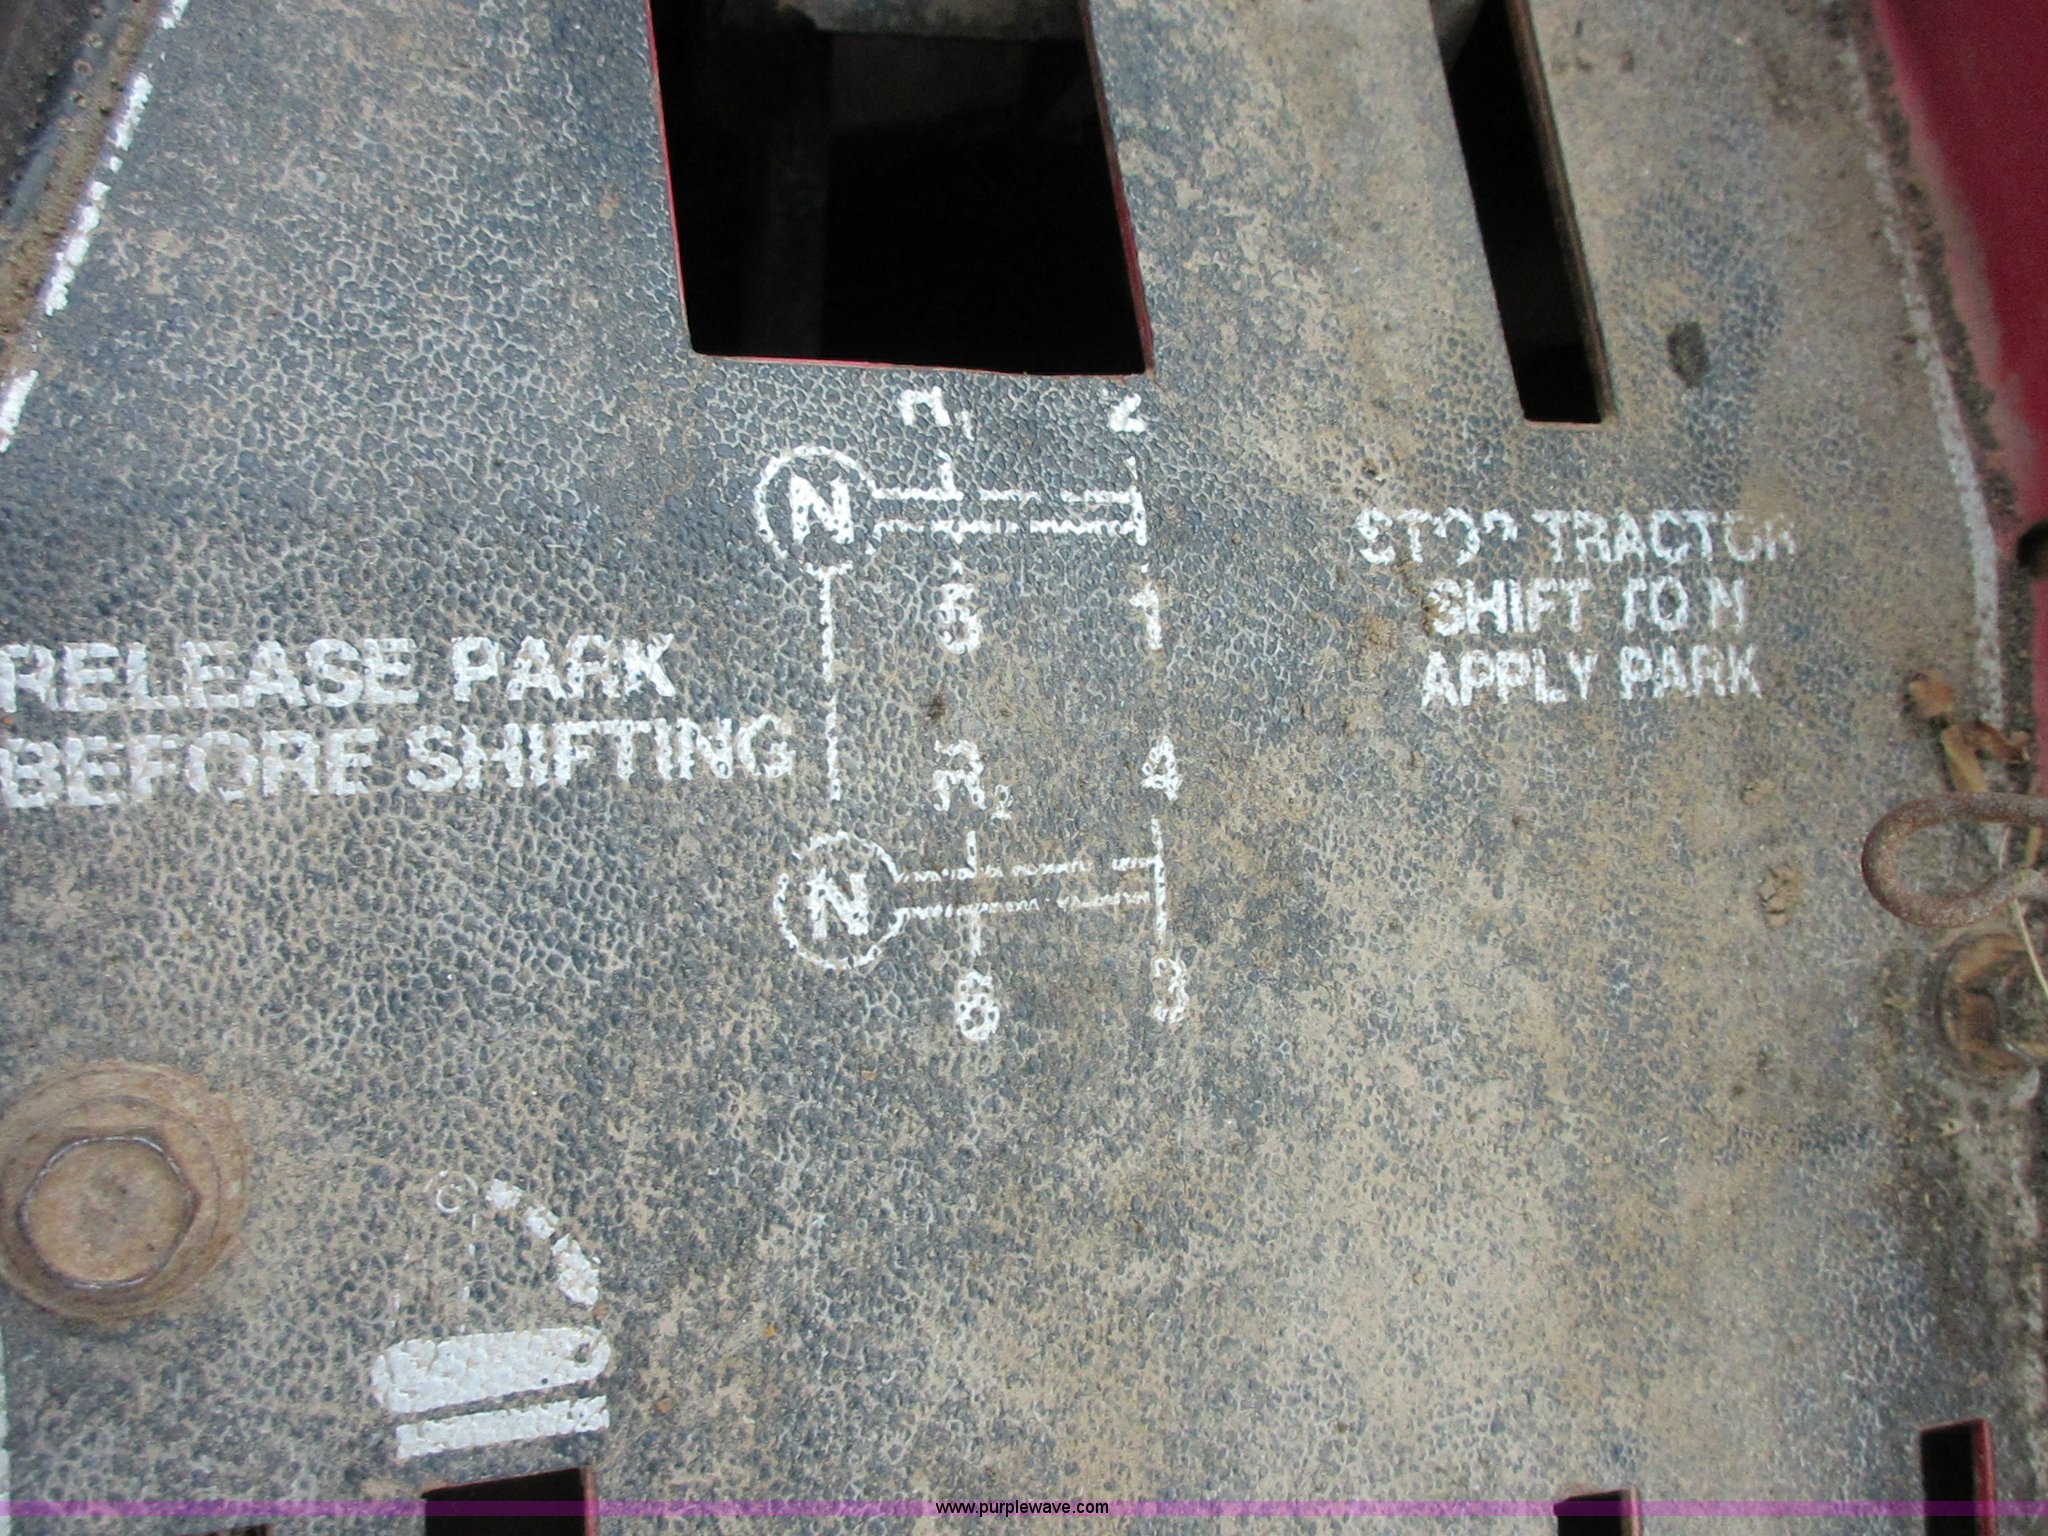 R₁ 2
N
5 1
STOP TRACTOR
SHIFT TO N
APPLY PARK
RELEASE PARK
BEFORE SHIFTING
R₂ 4
N
6 3
www.purplewave.com